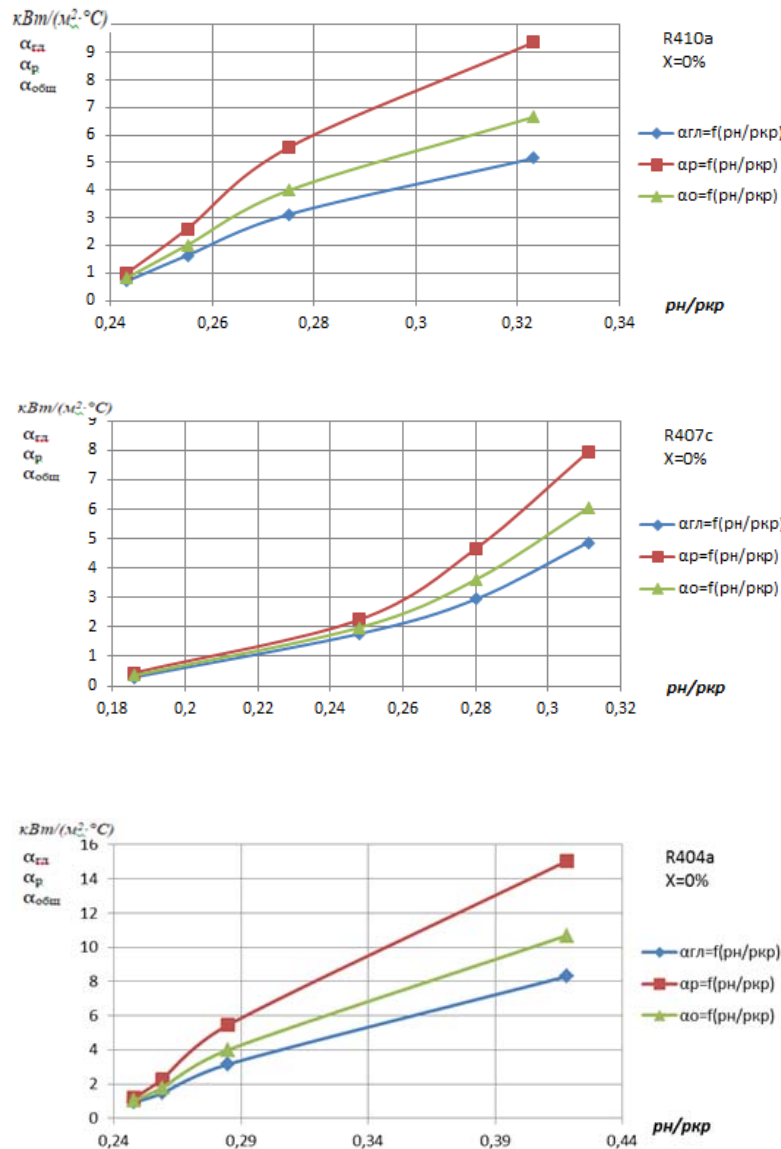 кВт/(м²·°С)
αгл
αр
αобщ
R410a
X=0%
9
8
7
6
5
4
3
2
1
0
αгл=f(рн/ркр)
αр=f(рн/ркр)
αо=f(рн/ркр)
0,24 0,26 0,28 0,3 0,32 0,34
рн/ркр
кВт/(м²·°С)
αгл
αр
αобщ
R407c
X=0%
9
8
7
6
5
4
3
2
1
0
αгл=f(рн/ркр)
αр=f(рн/ркр)
αо=f(рн/ркр)
0,18 0,2 0,22 0,24 0,26 0,28 0,3 0,32
рн/ркр
кВт/(м²·°С)
αгл
αр
αобщ
R404a
X=0%
16
14
12
10
8
6
4
2
0
αгл=f(рн/ркр)
αр=f(рн/ркр)
αо=f(рн/ркр)
0,24 0,29 0,34 0,39 0,44
рн/ркр